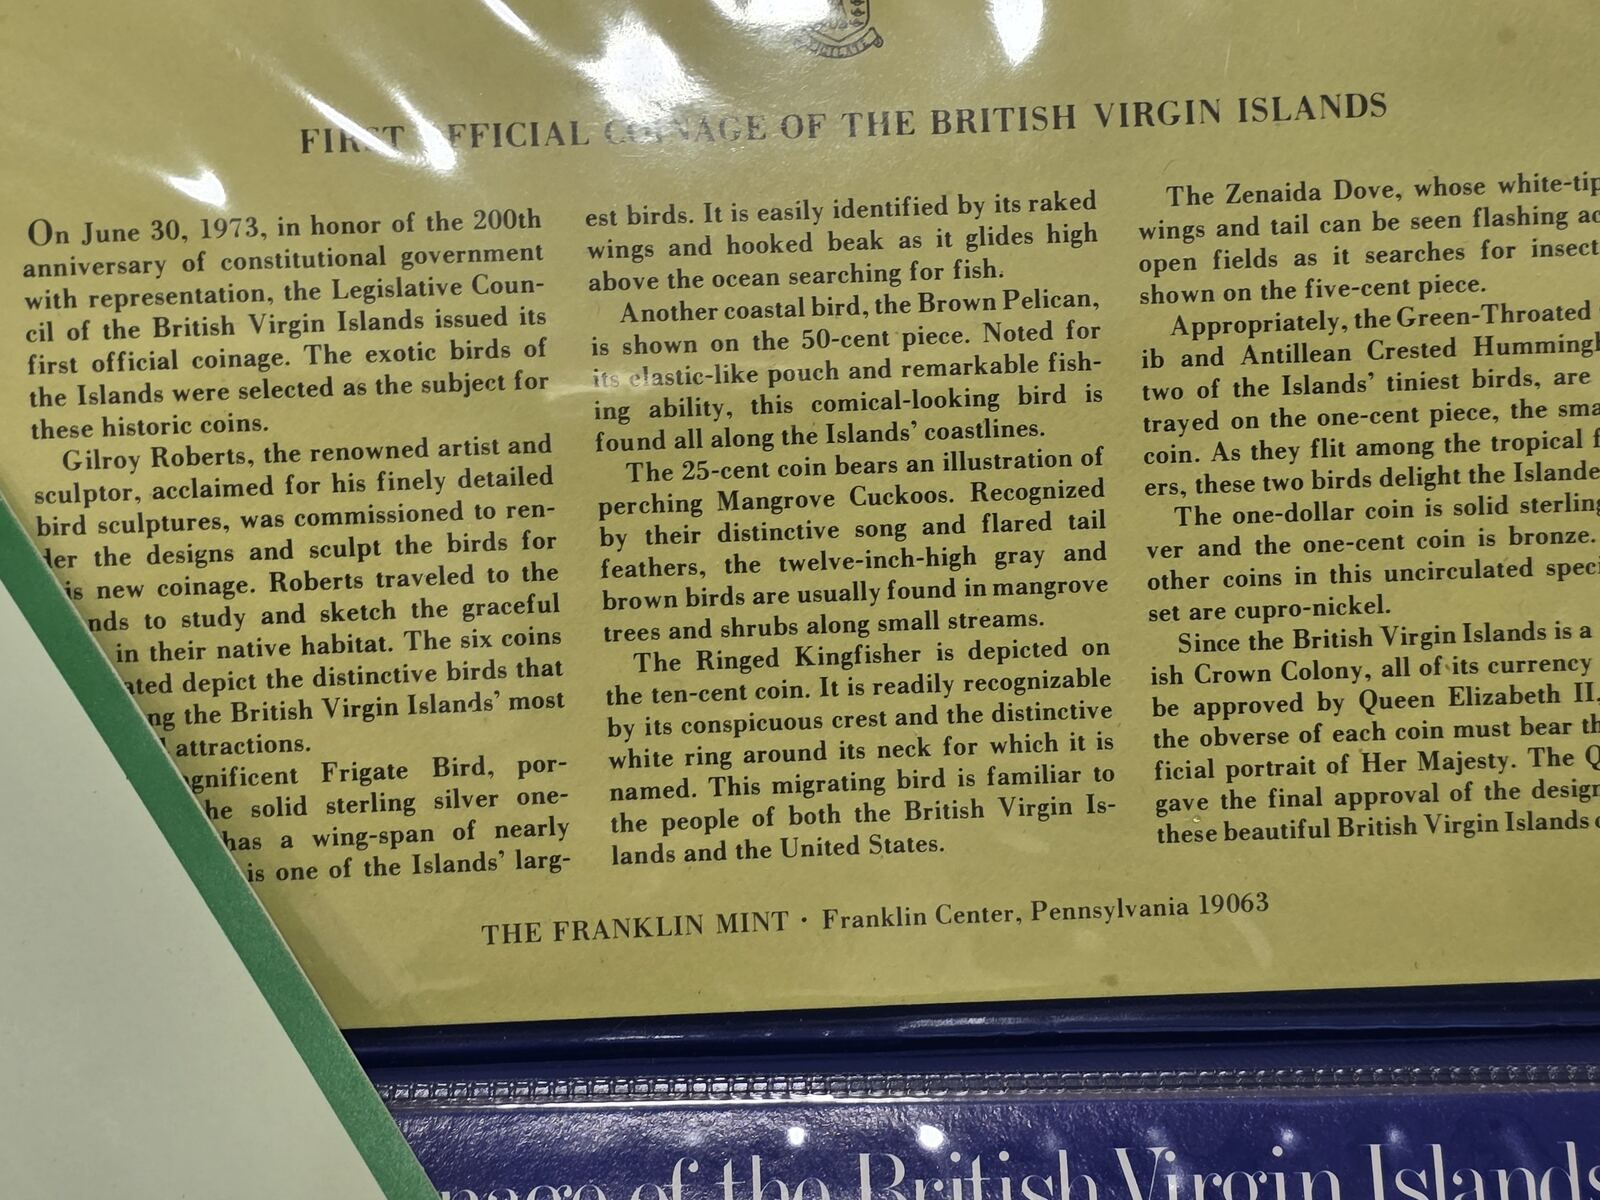 FIRST OFFICIAL COINAGE OF THE BRITISH VIRGIN ISLANDS
On June 30, 1973, in honor of the 200th
anniversary of constitutional government
with representation, the Legislative Coun-
cil of the British Virgin Islands issued its
first official coinage. The exotic birds of
the Islands were selected as the subject for
these historic coins.
Gilroy Roberts, the renowned artist and
sculptor, acclaimed for his finely detailed
bird sculptures, was commissioned to ren-
der the designs and sculpt the birds for
new coinage. Roberts traveled to the
to study and sketch the graceful
in their native habitat. The six coins
depict the distinctive birds that
the British Virgin Islands' most
attractions.
Frigate Bird, por-
solid sterling silver one-
has a wing-span of nearly
is one of the Islands' larg-
est birds. It is easily identified by its raked
wings and hooked beak as it glides high
above the ocean searching for fish.
Another coastal bird, the Brown Pelican,
is shown on the 50-cent piece. Noted for
its elastic-like pouch and remarkable fish-
ing ability, this comical-looking bird is
found all along the Islands' coastlines.
The 25-cent coin bears an illustration of
perching Mangrove Cuckoos. Recognized
by their distinctive song and flared tail
feathers, the twelve-inch-high gray and
brown birds are usually found in mangrove
trees and shrubs along small streams.
The Ringed Kingfisher is depicted on
the ten-cent coin. It is readily recognizable
by its conspicuous crest and the distinctive
white ring around its neck for which it is
named. This migrating bird is familiar to
the people of both the British Virgin Is-
lands and the United States.
The Zenaida Dove, whose white-tip
wings and tail can be seen flashing
open fields as it searches for insect
shown on the five-cent piece.
Appropriately, the Green-Throated
ib and Antillean Crested
two of the Islands' tiniest birds, are
trayed on the one-cent piece, the
coin. As they flit among the tropical
ers, these two birds delight the
The one-dollar coin is solid sterling
ver and the one-cent coin is bronze.
other coins in this uncirculated
set are cupro-nickel.
Since the British Virgin Islands is a
ish Crown Colony, all of its currency
be approved by Queen Elizabeth II,
the obverse of each coin must bear
ficial portrait of Her Majesty. The
gave the final approval of the
these beautiful British Virgin Islands
THE FRANKLIN MINT · Franklin Center, Pennsylvania 19063
of the British Virgin Islands